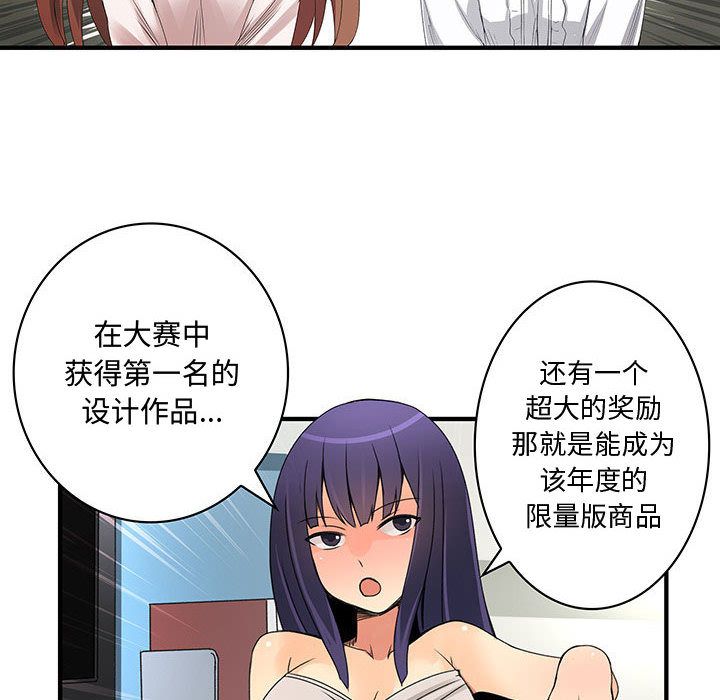 在大赛中
获得第一名的
设计作品...
还有一个
超大的奖励
那就是能成为
该年度的
限量版商品